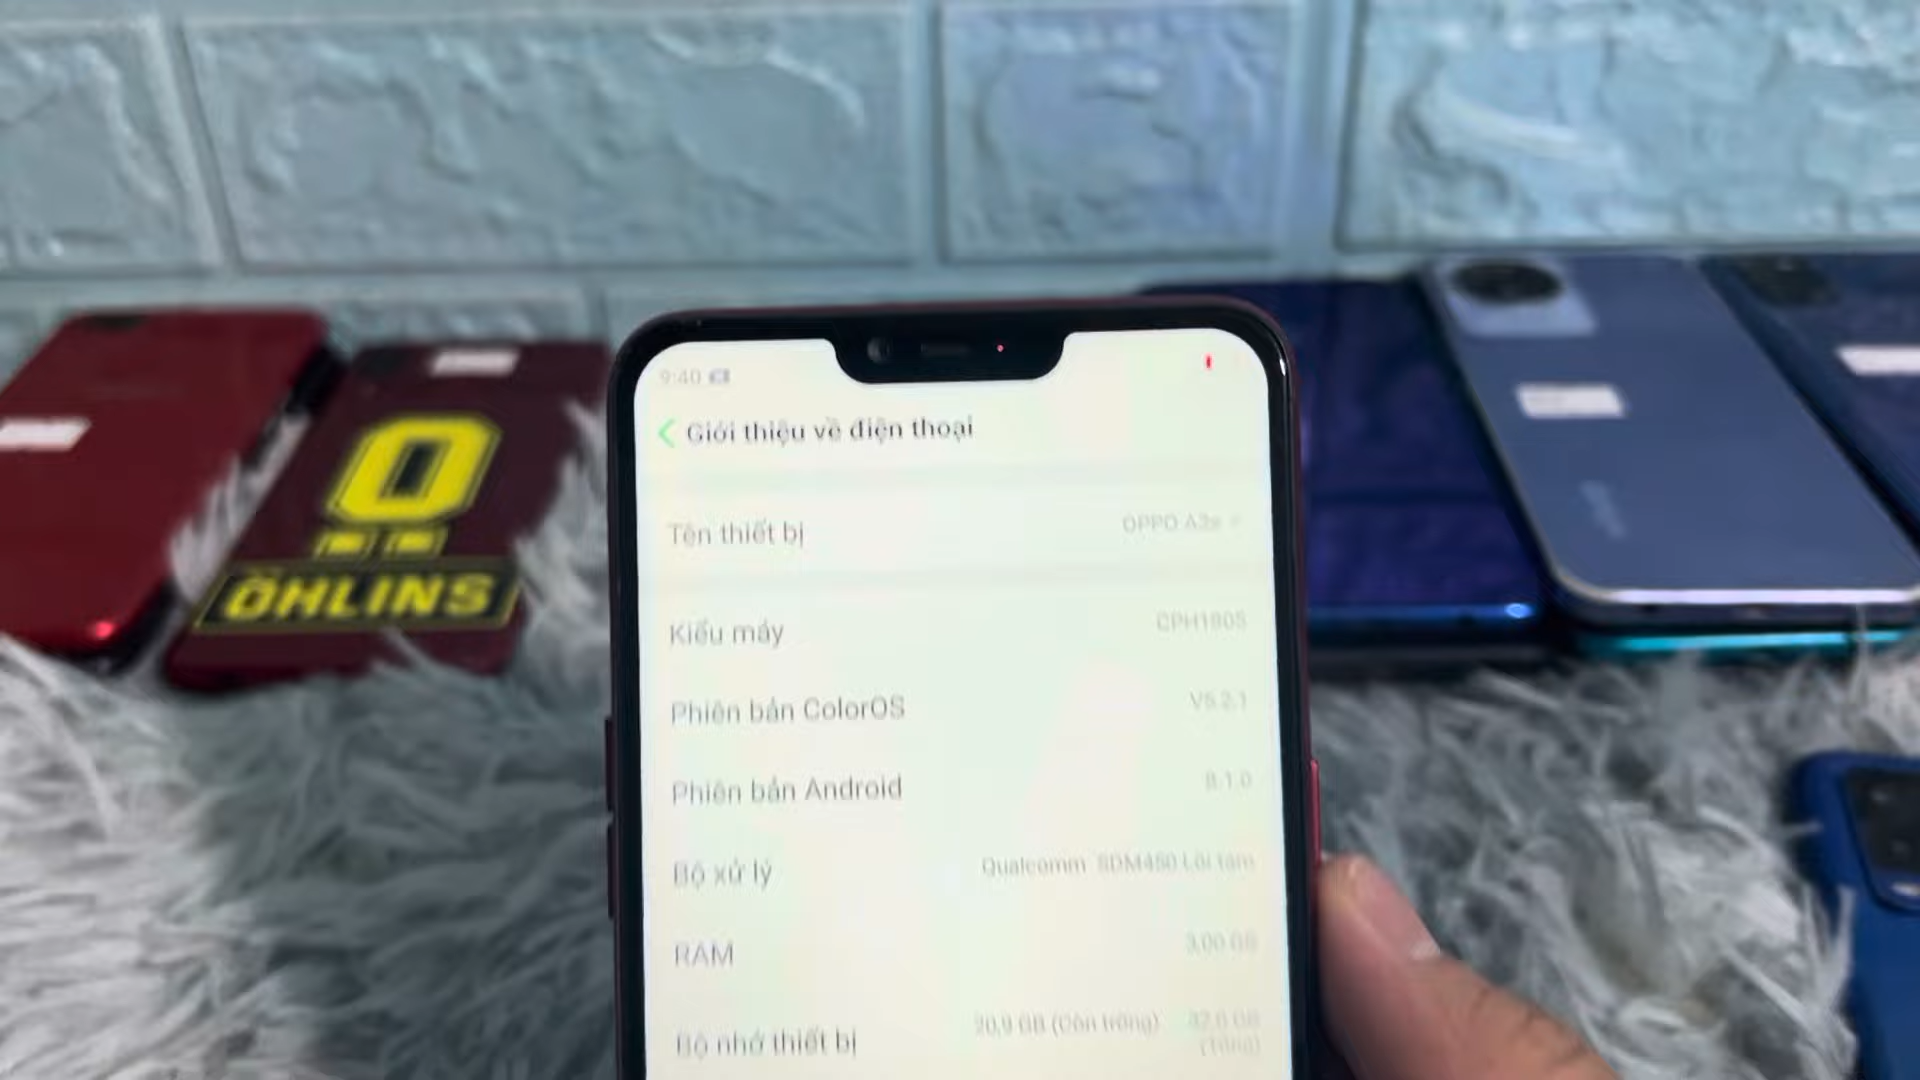 9:40
Giới thiệu về điện thoại
Tên thiết bị OPPO A3s
Kiểu máy CPH1805
Phiên bản ColorOS V5.2.1
Phiên bản Android 8.1.0
Bộ xử lý Qualcomm SDM450 Lõi tám
RAM 3,00 GB
Bộ nhớ thiết bị 20,9 GB (Còn trống) 32,0 GB
(Tổng)
0
ÖHLINS